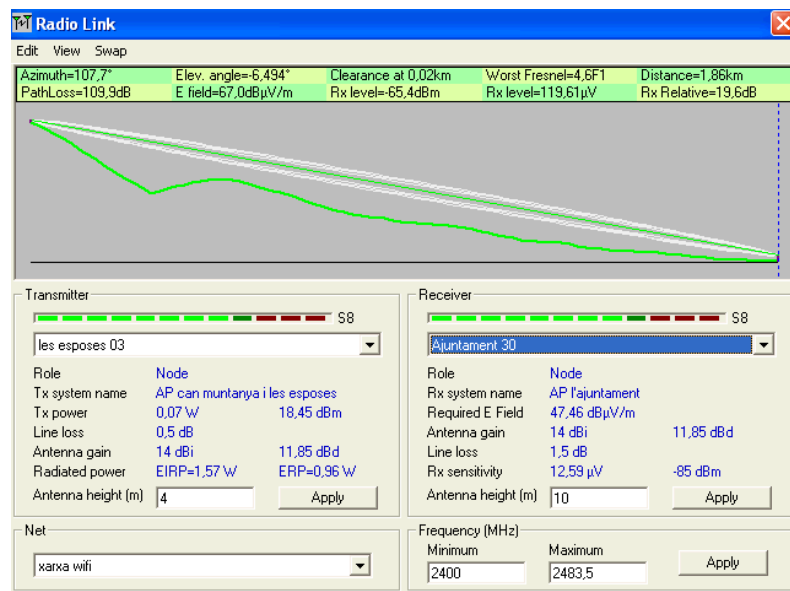 Radio Link
Edit View Swap
Azimuth=107,7° Elev. angle=-6,494° Clearance at 0,02km Worst Fresnel=4,6F1 Distance=1,86km
PathLoss=109,9dB E field=67,0dBµV/m Rx level=-65,4dBm Rx level=119,61µV Rx Relative=19,6dB
Transmitter
S8
les esposes 03
Role Node
Tx system name AP can muntanya i les esposes
Tx power 0,07 W 18,45 dBm
Line loss 0,5 dB
Antenna gain 14 dBi 11,85 dBd
Radiated power EIRP=1,57 W ERP=0,96 W
Antenna height (m) 4 Apply
Receiver
S8
Ajuntament 30
Role Node
Rx system name AP l'ajuntament
Required E Field 47,46 dBµV/m
Antenna gain 14 dBi 11,85 dBd
Line loss 1,5 dB
Rx sensitivity 12,59 µV -85 dBm
Antenna height (m) 10 Apply
Net
xarxa wifi
Frequency (MHz)
Minimum Maximum
2400 2483,5 Apply